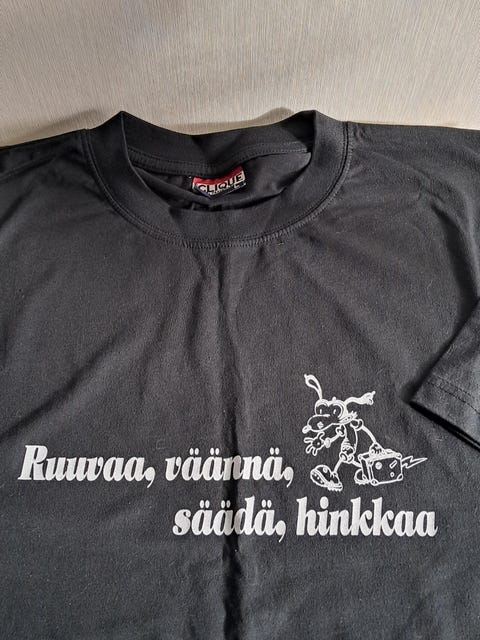 CLIQUE
Ruuvaa, väännä,
säädä, hinkkaa